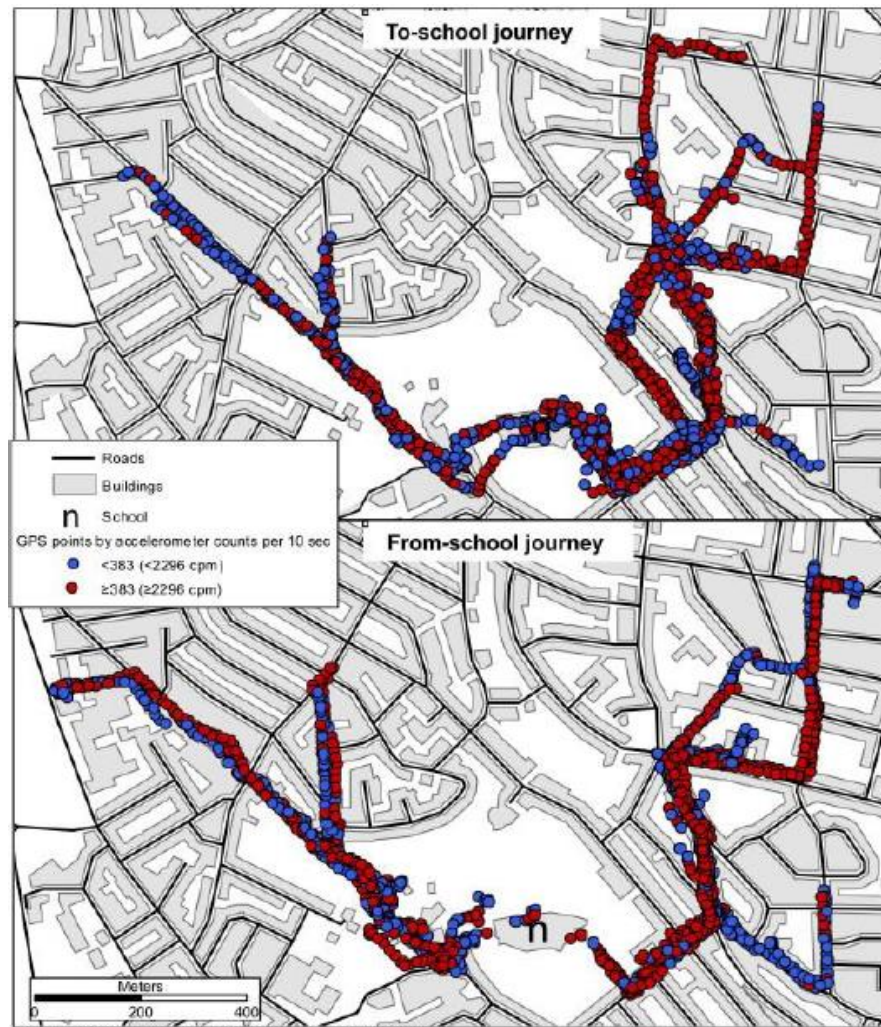 To-school journey
Roads
Buildings
n School
GPS points by accelerometer counts per 10 sec
<383 (<2296 cpm)
≥383 (≥2296 cpm)
From-school journey
n
Meters
0 200 400